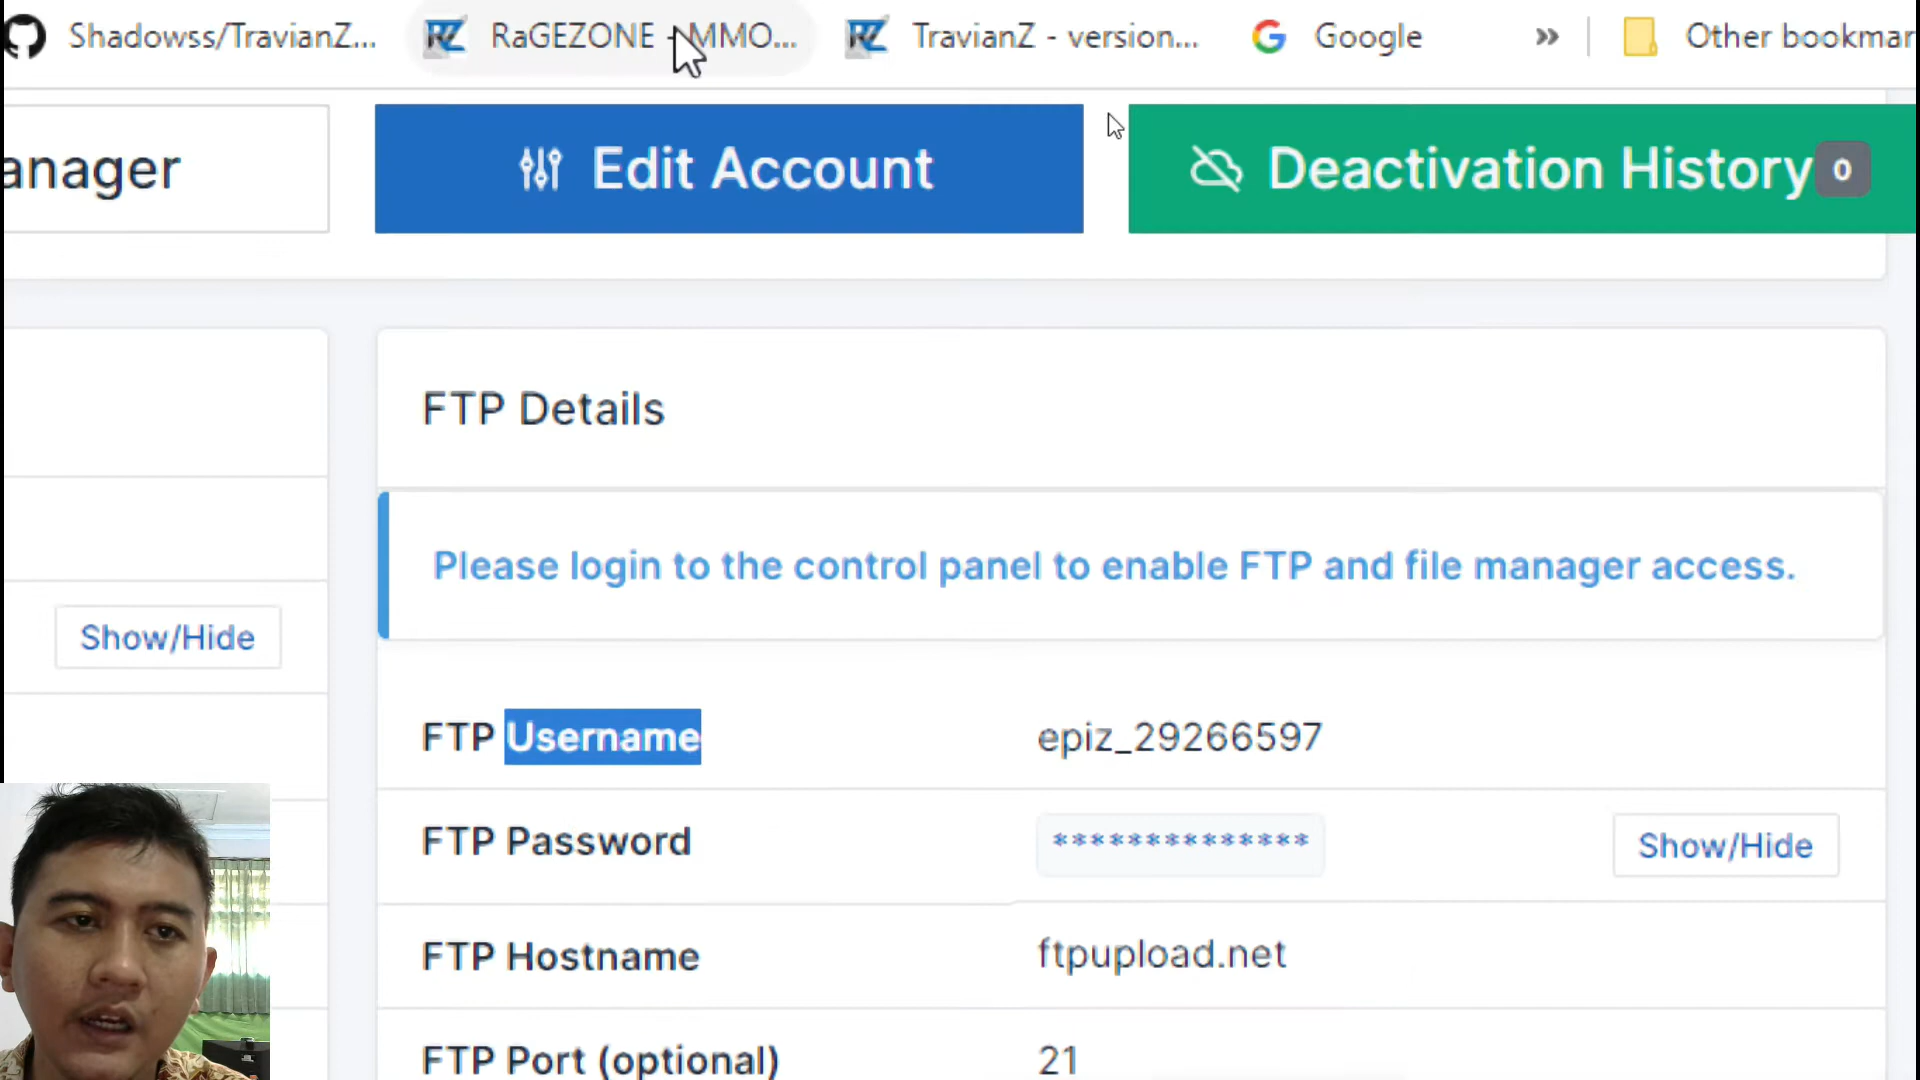 Shadowss/TravianZ... RaGEZONE - MMO... TravianZ - version... Google » Other bookmar
anager Edit Account Deactivation History 0
FTP Details
Please login to the control panel to enable FTP and file manager access.
Show/Hide
FTP Username epiz_29266597
FTP Password ************** Show/Hide
FTP Hostname ftpupload.net
FTP Port (optional) 21